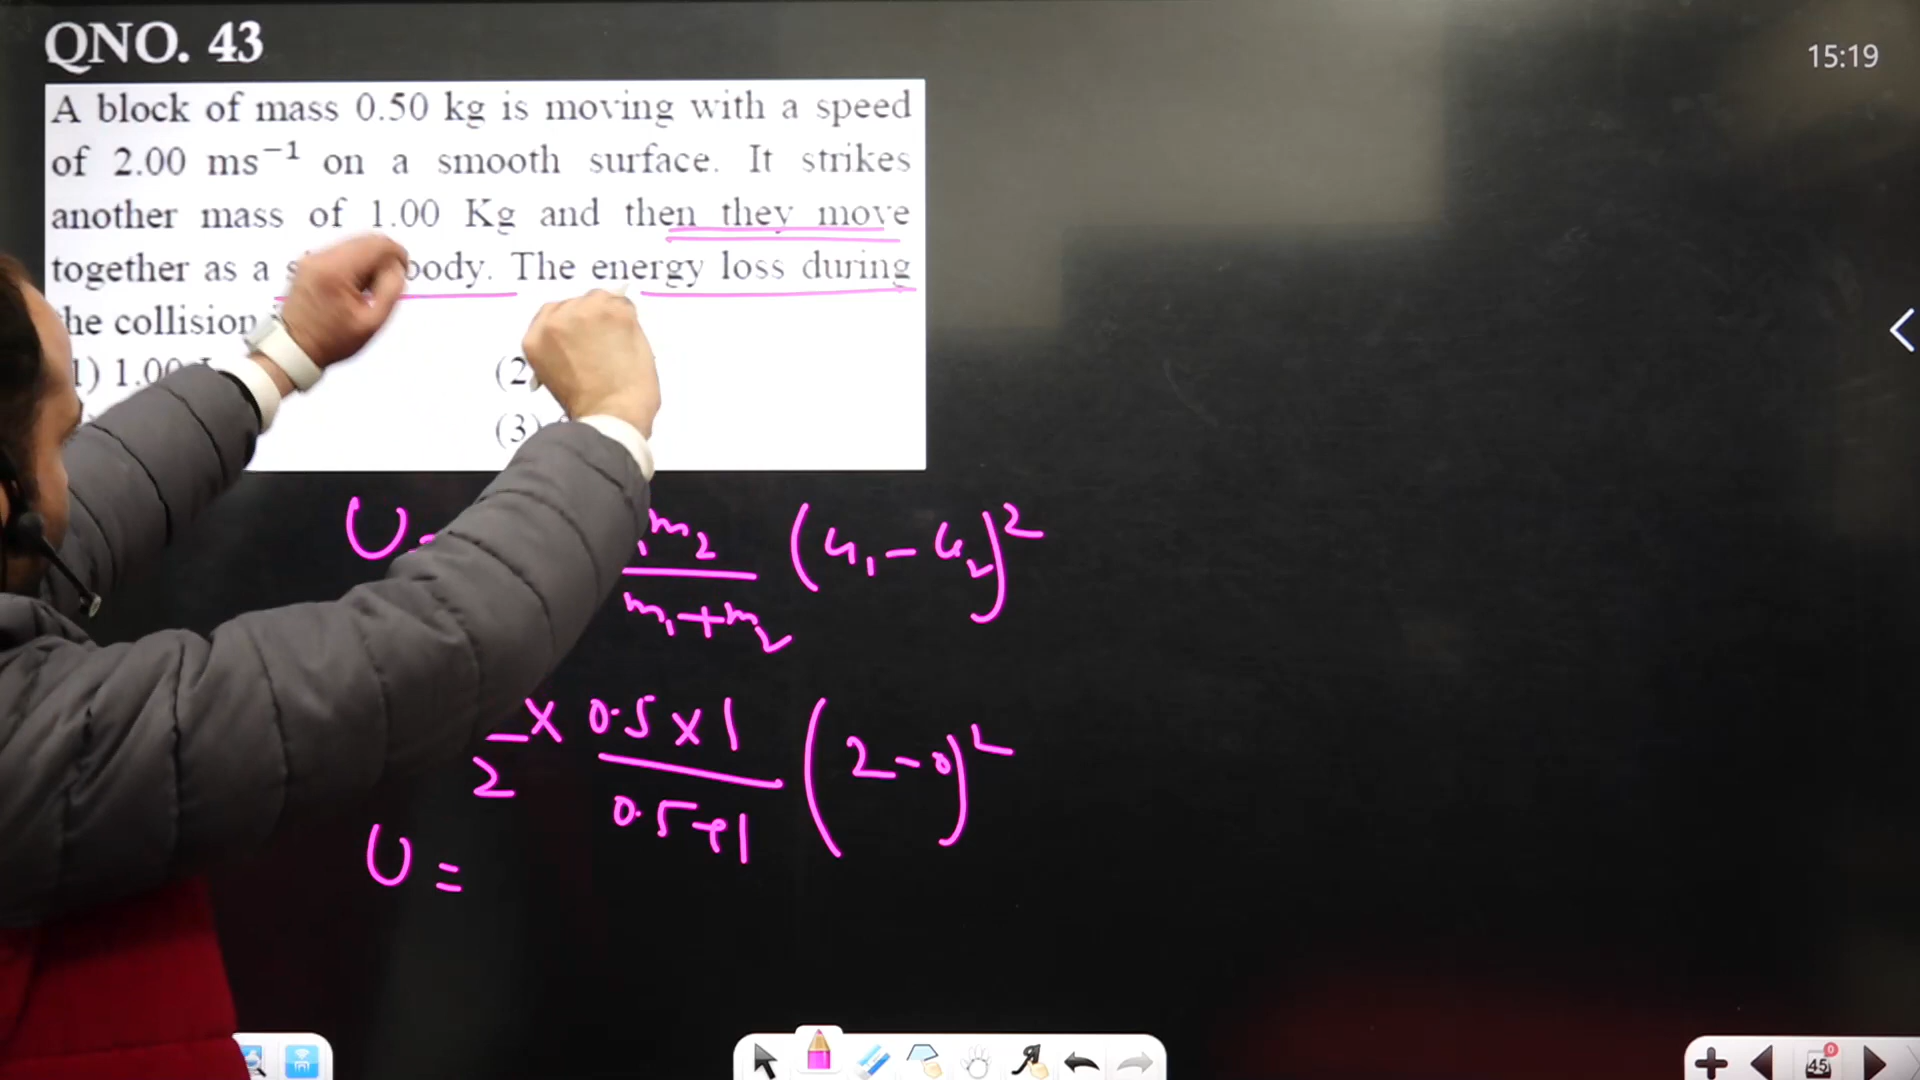 QNO. 43
15:19
A block of mass 0.50 kg is moving with a speed
of 2.00 ms⁻¹ on a smooth surface. It strikes
another mass of 1.00 Kg and then they move
together as a body. The energy loss during
he collision
1) 1.00
(2)
(3)
U = m₂ / m₁+m₂ (u₁ - u₂)²
2 × 0.5×1 / 0.5+1 (2-0)²
U =
45
0